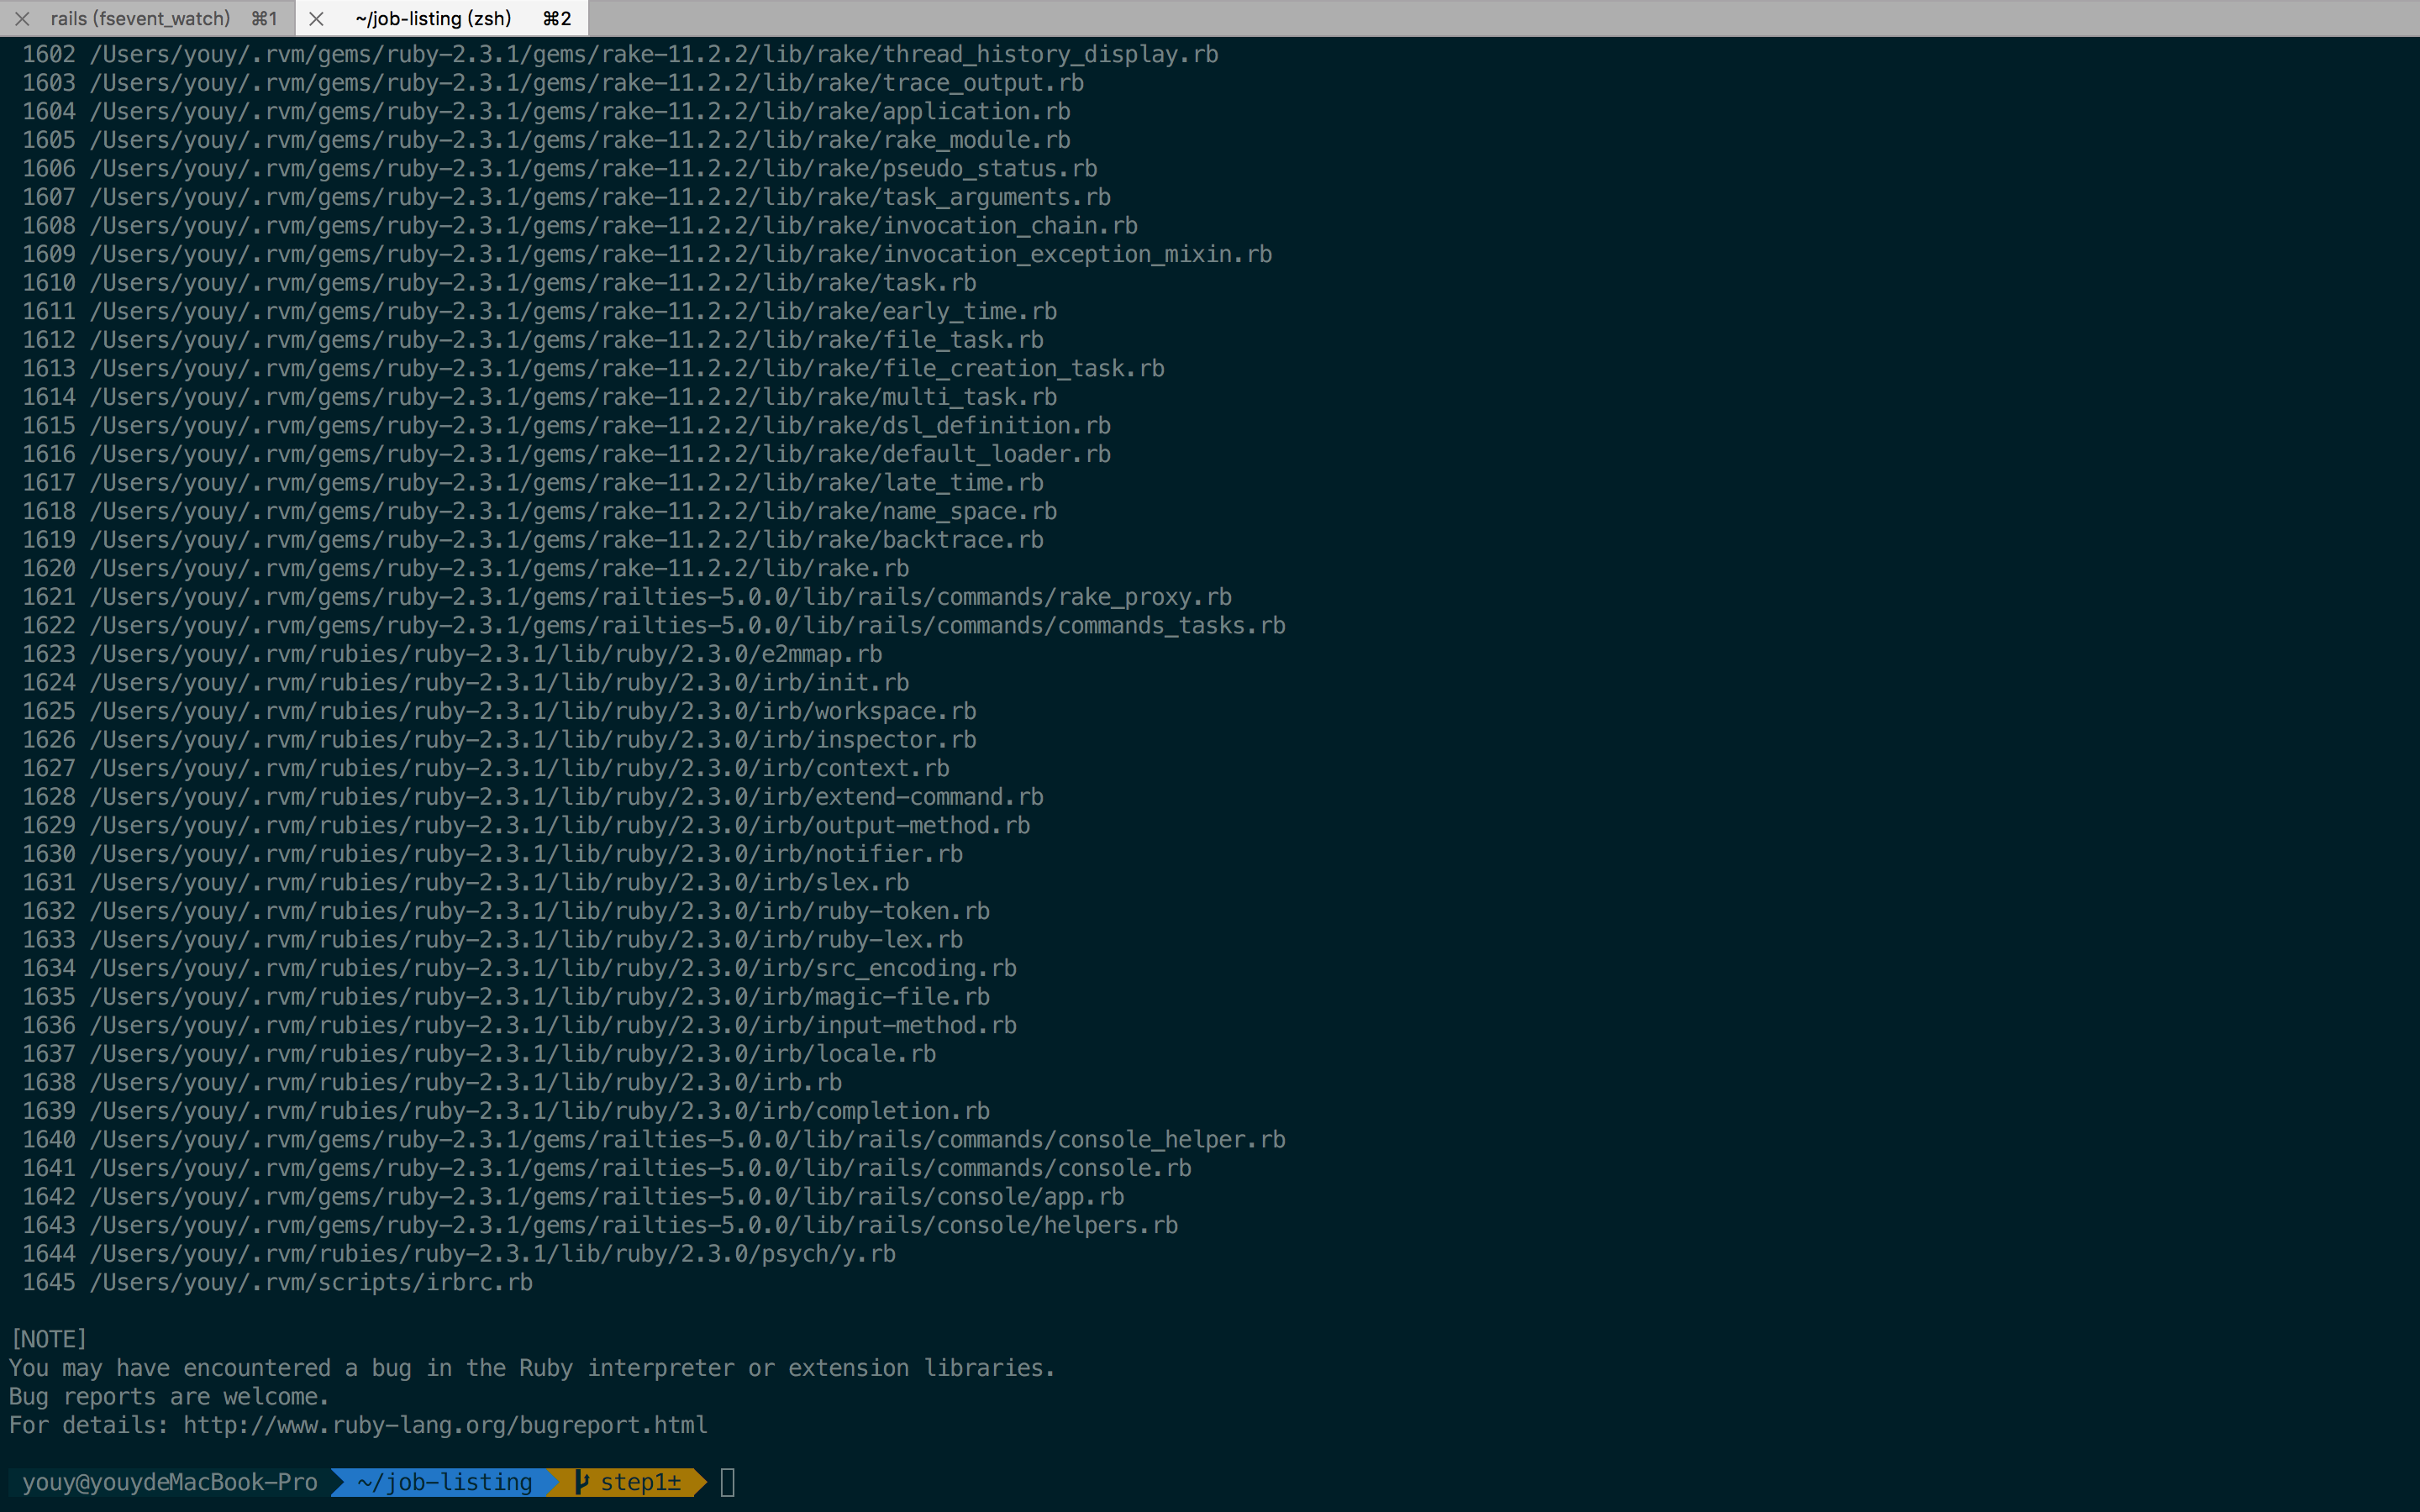 rails (fsevent_watch) ⌘1 ~/job-listing (zsh) ⌘2
1602 /Users/youy/.rvm/gems/ruby-2.3.1/gems/rake-11.2.2/lib/rake/thread_history_display.rb
1603 /Users/youy/.rvm/gems/ruby-2.3.1/gems/rake-11.2.2/lib/rake/trace_output.rb
1604 /Users/youy/.rvm/gems/ruby-2.3.1/gems/rake-11.2.2/lib/rake/application.rb
1605 /Users/youy/.rvm/gems/ruby-2.3.1/gems/rake-11.2.2/lib/rake/rake_module.rb
1606 /Users/youy/.rvm/gems/ruby-2.3.1/gems/rake-11.2.2/lib/rake/pseudo_status.rb
1607 /Users/youy/.rvm/gems/ruby-2.3.1/gems/rake-11.2.2/lib/rake/task_arguments.rb
1608 /Users/youy/.rvm/gems/ruby-2.3.1/gems/rake-11.2.2/lib/rake/invocation_chain.rb
1609 /Users/youy/.rvm/gems/ruby-2.3.1/gems/rake-11.2.2/lib/rake/invocation_exception_mixin.rb
1610 /Users/youy/.rvm/gems/ruby-2.3.1/gems/rake-11.2.2/lib/rake/task.rb
1611 /Users/youy/.rvm/gems/ruby-2.3.1/gems/rake-11.2.2/lib/rake/early_time.rb
1612 /Users/youy/.rvm/gems/ruby-2.3.1/gems/rake-11.2.2/lib/rake/file_task.rb
1613 /Users/youy/.rvm/gems/ruby-2.3.1/gems/rake-11.2.2/lib/rake/file_creation_task.rb
1614 /Users/youy/.rvm/gems/ruby-2.3.1/gems/rake-11.2.2/lib/rake/multi_task.rb
1615 /Users/youy/.rvm/gems/ruby-2.3.1/gems/rake-11.2.2/lib/rake/dsl_definition.rb
1616 /Users/youy/.rvm/gems/ruby-2.3.1/gems/rake-11.2.2/lib/rake/default_loader.rb
1617 /Users/youy/.rvm/gems/ruby-2.3.1/gems/rake-11.2.2/lib/rake/late_time.rb
1618 /Users/youy/.rvm/gems/ruby-2.3.1/gems/rake-11.2.2/lib/rake/name_space.rb
1619 /Users/youy/.rvm/gems/ruby-2.3.1/gems/rake-11.2.2/lib/rake/backtrace.rb
1620 /Users/youy/.rvm/gems/ruby-2.3.1/gems/rake-11.2.2/lib/rake.rb
1621 /Users/youy/.rvm/gems/ruby-2.3.1/gems/railties-5.0.0/lib/rails/commands/rake_proxy.rb
1622 /Users/youy/.rvm/gems/ruby-2.3.1/gems/railties-5.0.0/lib/rails/commands/commands_tasks.rb
1623 /Users/youy/.rvm/rubies/ruby-2.3.1/lib/ruby/2.3.0/e2mmap.rb
1624 /Users/youy/.rvm/rubies/ruby-2.3.1/lib/ruby/2.3.0/irb/init.rb
1625 /Users/youy/.rvm/rubies/ruby-2.3.1/lib/ruby/2.3.0/irb/workspace.rb
1626 /Users/youy/.rvm/rubies/ruby-2.3.1/lib/ruby/2.3.0/irb/inspector.rb
1627 /Users/youy/.rvm/rubies/ruby-2.3.1/lib/ruby/2.3.0/irb/context.rb
1628 /Users/youy/.rvm/rubies/ruby-2.3.1/lib/ruby/2.3.0/irb/extend-command.rb
1629 /Users/youy/.rvm/rubies/ruby-2.3.1/lib/ruby/2.3.0/irb/output-method.rb
1630 /Users/youy/.rvm/rubies/ruby-2.3.1/lib/ruby/2.3.0/irb/notifier.rb
1631 /Users/youy/.rvm/rubies/ruby-2.3.1/lib/ruby/2.3.0/irb/slex.rb
1632 /Users/youy/.rvm/rubies/ruby-2.3.1/lib/ruby/2.3.0/irb/ruby-token.rb
1633 /Users/youy/.rvm/rubies/ruby-2.3.1/lib/ruby/2.3.0/irb/ruby-lex.rb
1634 /Users/youy/.rvm/rubies/ruby-2.3.1/lib/ruby/2.3.0/irb/src_encoding.rb
1635 /Users/youy/.rvm/rubies/ruby-2.3.1/lib/ruby/2.3.0/irb/magic-file.rb
1636 /Users/youy/.rvm/rubies/ruby-2.3.1/lib/ruby/2.3.0/irb/input-method.rb
1637 /Users/youy/.rvm/rubies/ruby-2.3.1/lib/ruby/2.3.0/irb/locale.rb
1638 /Users/youy/.rvm/rubies/ruby-2.3.1/lib/ruby/2.3.0/irb.rb
1639 /Users/youy/.rvm/rubies/ruby-2.3.1/lib/ruby/2.3.0/irb/completion.rb
1640 /Users/youy/.rvm/gems/ruby-2.3.1/gems/railties-5.0.0/lib/rails/commands/console_helper.rb
1641 /Users/youy/.rvm/gems/ruby-2.3.1/gems/railties-5.0.0/lib/rails/commands/console.rb
1642 /Users/youy/.rvm/gems/ruby-2.3.1/gems/railties-5.0.0/lib/rails/console/app.rb
1643 /Users/youy/.rvm/gems/ruby-2.3.1/gems/railties-5.0.0/lib/rails/console/helpers.rb
1644 /Users/youy/.rvm/rubies/ruby-2.3.1/lib/ruby/2.3.0/psych/y.rb
1645 /Users/youy/.rvm/scripts/irbrc.rb
[NOTE]
You may have encountered a bug in the Ruby interpreter or extension libraries.
Bug reports are welcome.
For details: http://www.ruby-lang.org/bugreport.html
youy@youydeMacBook-Pro ~/job-listing step1±